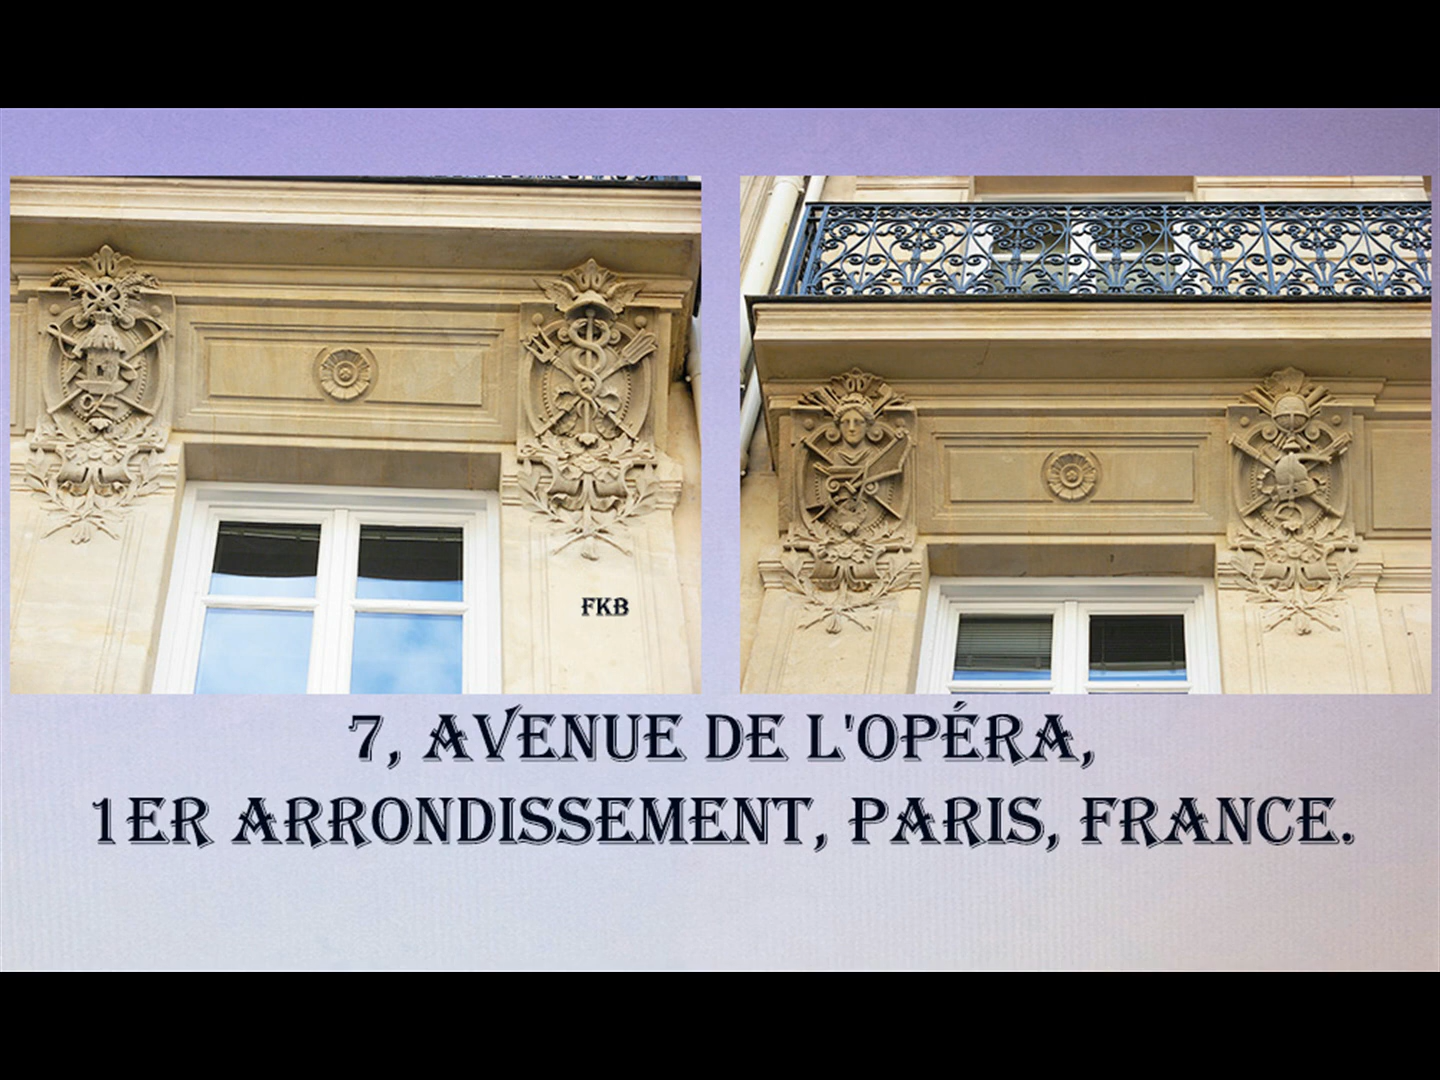 FKB
7, AVENUE DE L'OPÉRA,
1ER ARRONDISSEMENT, PARIS, FRANCE.